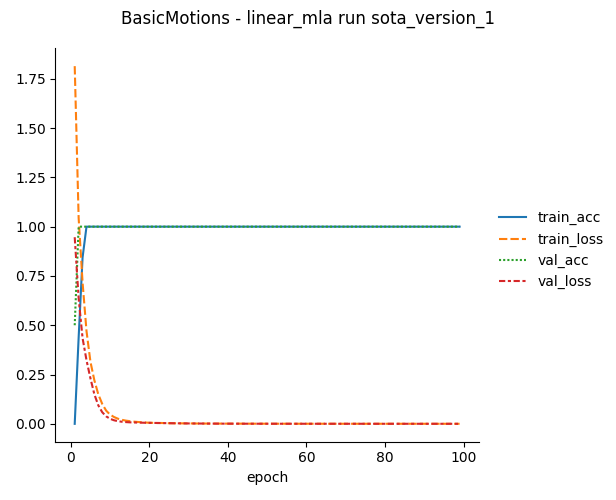 BasicMotions - linear_mla run sota_version_1
1.75
1.50
1.25
1.00
0.75
0.50
0.25
0.00
0 20 40 60 80 100
epoch
train_acc
train_loss
val_acc
val_loss